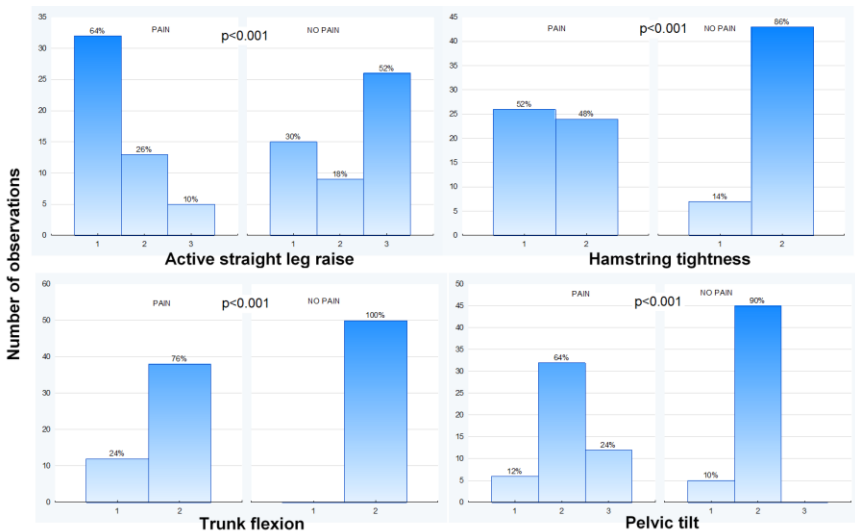 Number of observations
PAIN
p<0.001
NO PAIN
35
30
25
20
15
10
5
0
64%
26%
10%
30%
18%
52%
1 2 3 1 2 3
Active straight leg raise
PAIN
p<0.001
NO PAIN
45
40
35
30
25
20
15
10
5
0
52%
48%
14%
86%
1 2 1 2
Hamstring tightness
PAIN
p<0.001
NO PAIN
60
50
40
30
20
10
0
24%
76%
100%
1 2 1 2
Trunk flexion
PAIN
p<0.001
NO PAIN
50
45
40
35
30
25
20
15
10
5
0
12%
64%
24%
10%
90%
1 2 3 1 2 3
Pelvic tilt